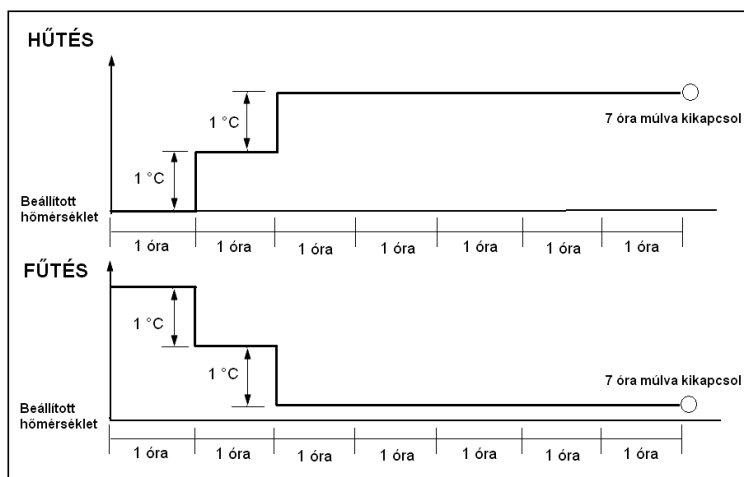 HŰTÉS
1 °C
7 óra múlva kikapcsol
1 °C
Beállított
hőmérséklet
1 óra 1 óra 1 óra 1 óra 1 óra 1 óra 1 óra
FŰTÉS
1 °C
1 °C
7 óra múlva kikapcsol
Beállított
hőmérséklet
1 óra 1 óra 1 óra 1 óra 1 óra 1 óra 1 óra